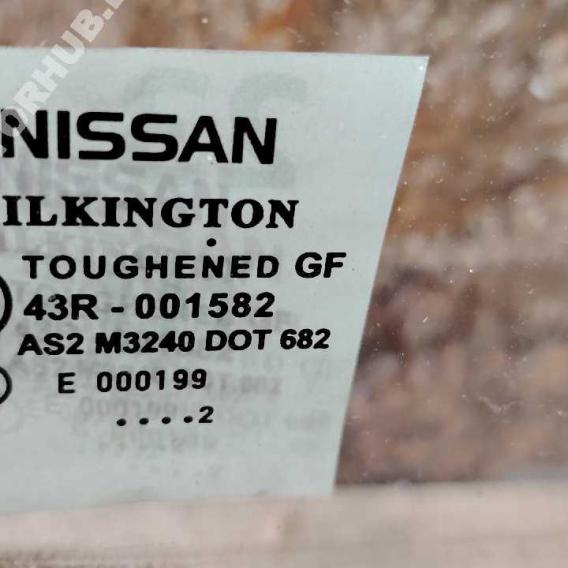 NISSAN
ILKINGTON
TOUGHENED GF
43R - 001582
AS2 M3240 DOT 682
E 000199
....2